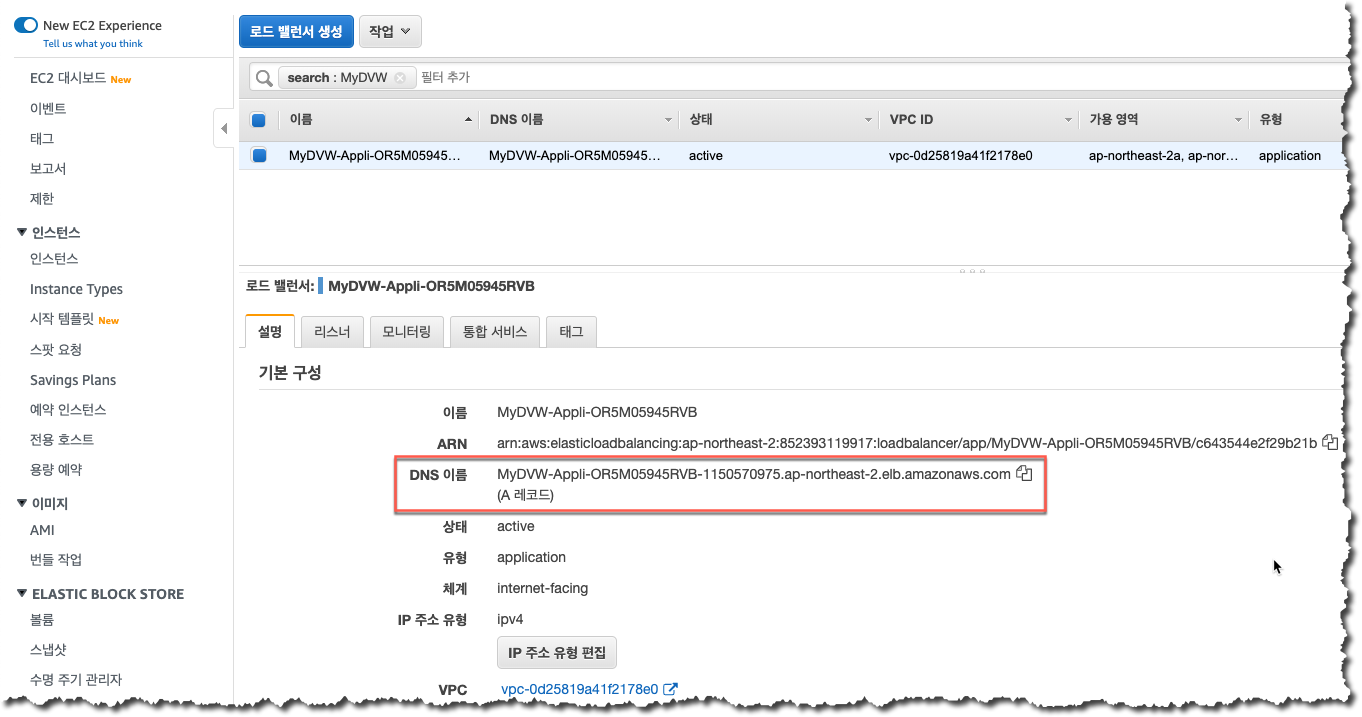 New EC2 Experience
Tell us what you think
EC2 대시보드 New
이벤트
태그
보고서
제한
인스턴스
인스턴스
Instance Types
시작 템플릿 New
스팟 요청
Savings Plans
예약 인스턴스
전용 호스트
용량 예약
이미지
AMI
번들 작업
ELASTIC BLOCK STORE
볼륨
스냅샷
수명 주기 관리자
로드 밸런서 생성 작업
search : MyDVW 필터 추가
이름 DNS 이름 상태 VPC ID 가용 영역 유형
MyDVW-Appli-OR5M05945… MyDVW-Appli-OR5M05945… active vpc-0d25819a41f2178e0 ap-northeast-2a, ap-nor… application
로드 밸런서: MyDVW-Appli-OR5M05945RVB
설명 리스너 모니터링 통합 서비스 태그
기본 구성
이름 MyDVW-Appli-OR5M05945RVB
ARN arn:aws:elasticloadbalancing:ap-northeast-2:852393119917:loadbalancer/app/MyDVW-Appli-OR5M05945RVB/c643544e2f29b21b
DNS 이름 MyDVW-Appli-OR5M05945RVB-1150570975.ap-northeast-2.elb.amazonaws.com
(A 레코드)
상태 active
유형 application
체계 internet-facing
IP 주소 유형 ipv4
IP 주소 유형 편집
VPC vpc-0d25819a41f2178e0